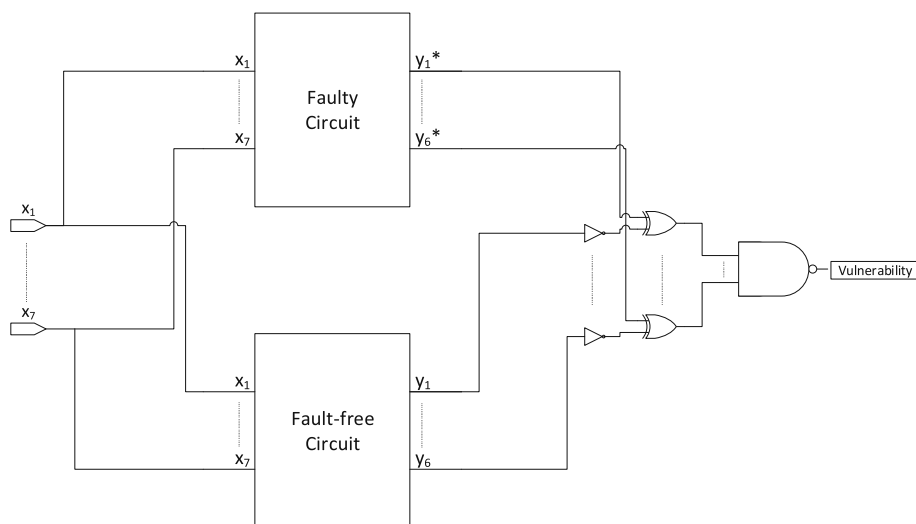 x₁
y₁*
Faulty
Circuit
x₇
y₆*
x₁
Vulnerability
x₇
x₁
y₁
Fault-free
Circuit
x₇
y₆